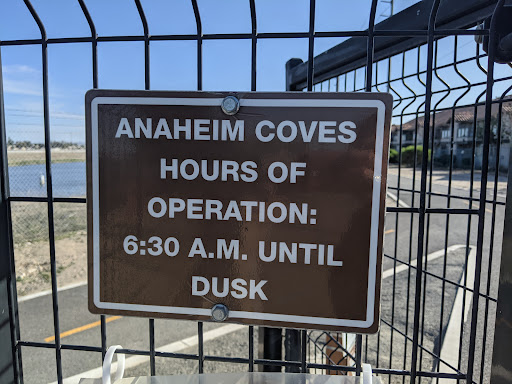 ANAHEIM COVES
HOURS OF
OPERATION:
6:30 A.M. UNTIL
DUSK